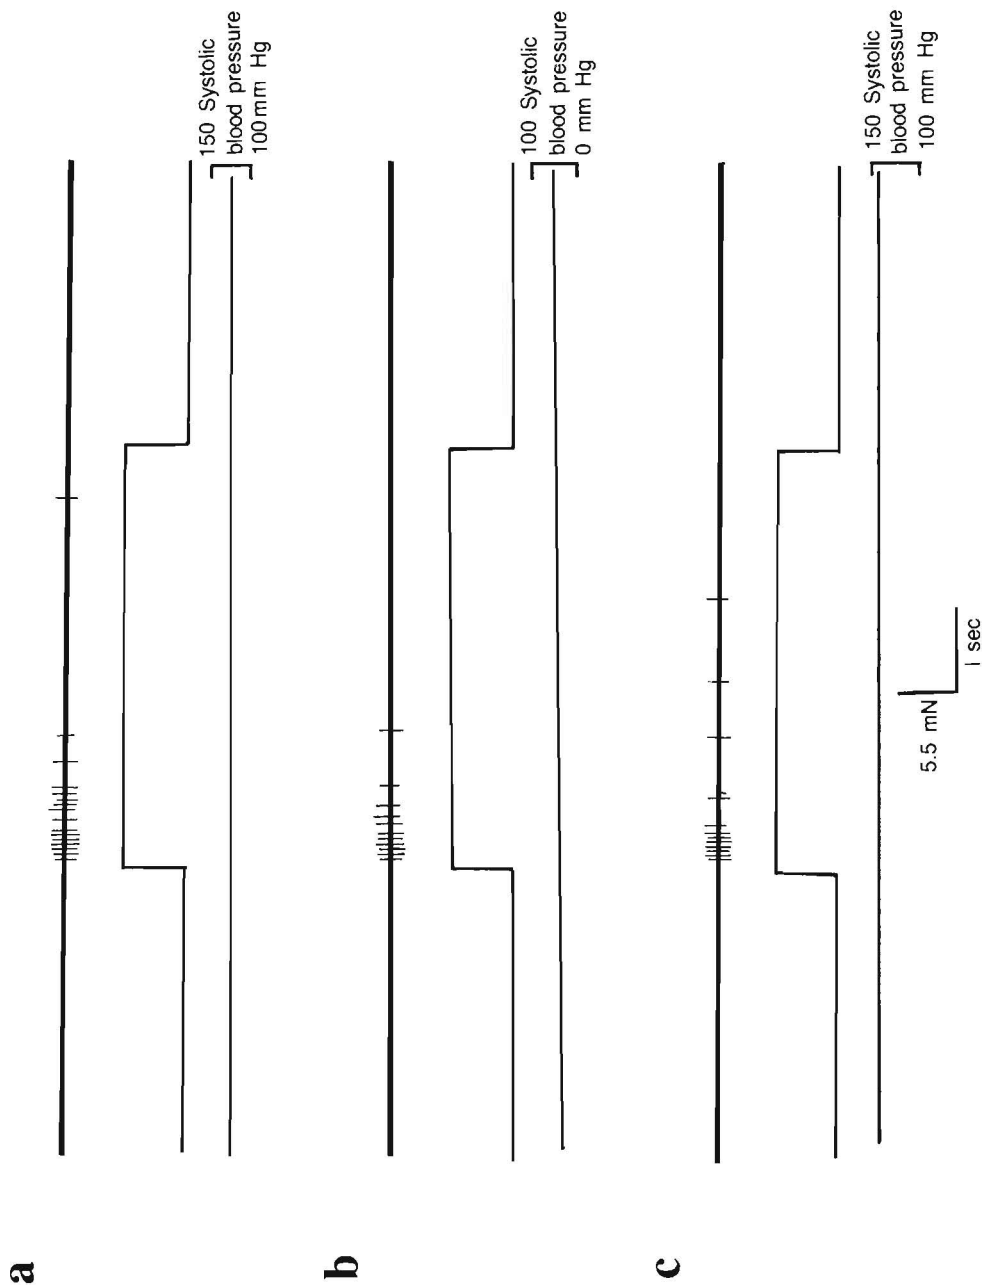 a
150 Systolic
blood pressure
100 mm Hg
b
100 Systolic
blood pressure
0 mm Hg
c
150 Systolic
blood pressure
100 mm Hg
5.5 mN
1 sec